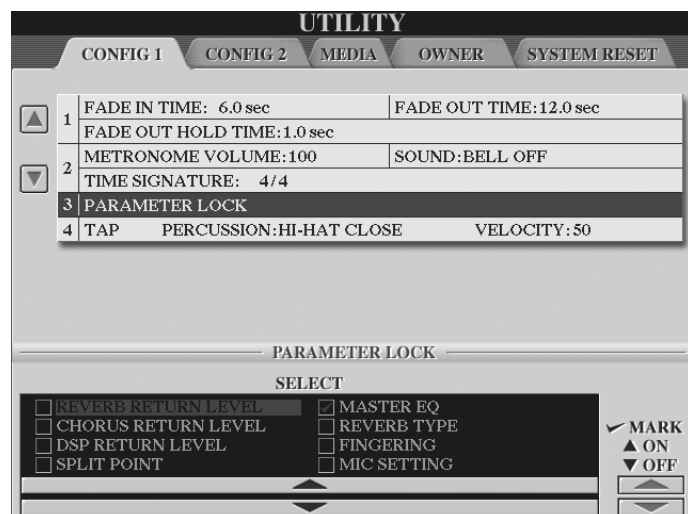 UTILITY
CONFIG 1 CONFIG 2 MEDIA OWNER SYSTEM RESET
1 FADE IN TIME: 6.0 sec FADE OUT TIME:12.0 sec
FADE OUT HOLD TIME:1.0 sec
2 METRONOME VOLUME:100 SOUND:BELL OFF
TIME SIGNATURE: 4/4
3 PARAMETER LOCK
4 TAP PERCUSSION:HI-HAT CLOSE VELOCITY:50
PARAMETER LOCK
SELECT
REVERB RETURN LEVEL MASTER EQ
CHORUS RETURN LEVEL REVERB TYPE
DSP RETURN LEVEL FINGERING
SPLIT POINT MIC SETTING
MARK
▲ ON
▼ OFF